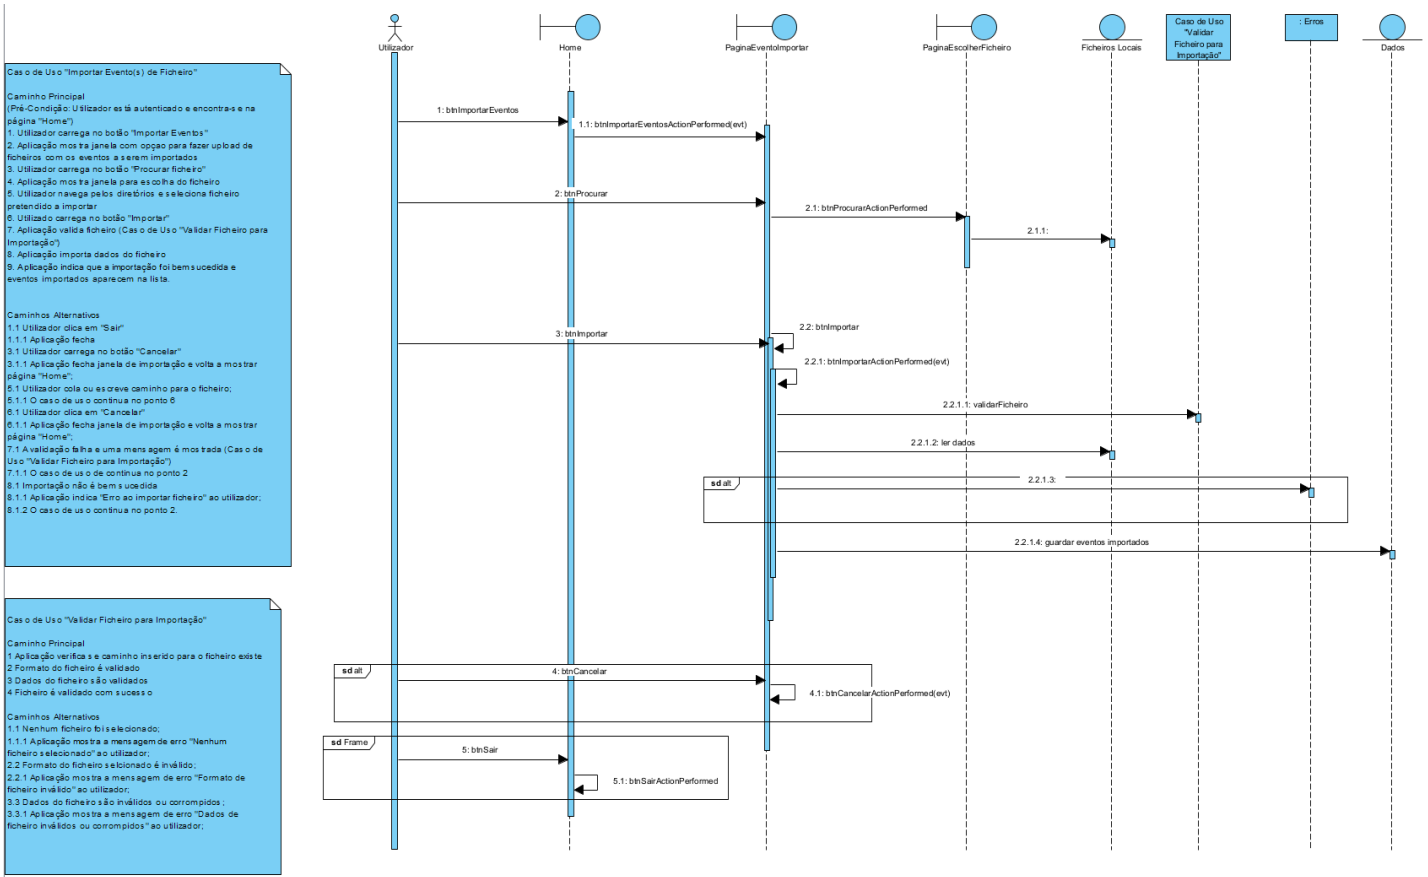 Utilizador
Home
PaginaEventoImportar
PaginaEscolherFicheiro
Ficheiros Locais
Caso de Uso
"Validar
Ficheiro para
Importação"
: Erros
Dados
Caso de Uso "Importar Evento(s) de Ficheiro"
Caminho Principal
(Pré-Condição: Utilizador está autenticado e encontra-se na
página "Home")
1. Utilizador carrega no botão "Importar Eventos"
2. Aplicação mostra janela com opçao para fazer upload de
ficheiros com os eventos a serem importados
3. Utilizador carrega no botão "Procurar ficheiro"
4. Aplicação mostra janela para escolha do ficheiro
5. Utilizador navega pelos diretórios e seleciona ficheiro
pretendido a importar
6. Utilizado carrega no botão "Importar"
7. Aplicação valida ficheiro (Caso de Uso "Validar Ficheiro para
Importação")
8. Aplicação importa dados do ficheiro
9. Aplicação indica que a importação foi bem sucedida e
eventos importados aparecem na lista.
Caminhos Alternativos
1.1 Utilizador clica em "Sair"
1.1.1 Aplicação fecha
3.1 Utilizador carrega no botão "Cancelar"
3.1.1 Aplicação fecha janela de importação e volta a mostrar
página "Home";
5.1 Utilizador cola ou escreve caminho para o ficheiro;
5.1.1 O caso de uso continua no ponto 6
6.1 Utilizador clica em "Cancelar"
6.1.1 Aplicação fecha janela de importação e volta a mostrar
página "Home";
7.1 A validação falha e uma mensagem é mostrada (Caso de
Uso "Validar Ficheiro para Importação")
7.1.1 O caso de uso de continua no ponto 2
8.1 Importação não é bem sucedida
8.1.1 Aplicação indica "Erro ao importar ficheiro" ao utilizador;
8.1.2 O caso de uso continua no ponto 2.
Caso de Uso "Validar Ficheiro para Importação"
Caminho Principal
1 Aplicação verifica se caminho inserido para o ficheiro existe
2 Formato do ficheiro é validado
3 Dados do ficheiro são validados
4 Ficheiro é validado com sucesso
Caminhos Alternativos
1.1 Nenhum ficheiro foi selecionado;
1.1.1 Aplicação mostra a mensagem de erro "Nenhum
ficheiro selecionado" ao utilizador;
2.2 Formato do ficheiro selcionado é inválido;
2.2.1 Aplicação mostra a mensagem de erro "Formato de
ficheiro inválido" ao utilizador;
3.3 Dados do ficheiro são inválidos ou corrompidos;
3.3.1 Aplicação mostra a mensagem de erro "Dados de
ficheiro inválidos ou corrompidos" ao utilizador;
1: btnImportarEventos
1.1: btnImportarEventosActionPerformed(evt)
2: btnProcurar
2.1: btnProcurarActionPerformed
2.1.1:
2.2: btnImportar
3: btnImportar
2.2.1: btnImportarActionPerformed(evt)
2.2.1.1: validarFicheiro
2.2.1.2: ler dados
sd alt
2.2.1.3:
2.2.1.4: guardar eventos importados
sd alt
4: btnCancelar
4.1: btnCancelarActionPerformed(evt)
sd Frame
5: btnSair
5.1: btnSairActionPerformed